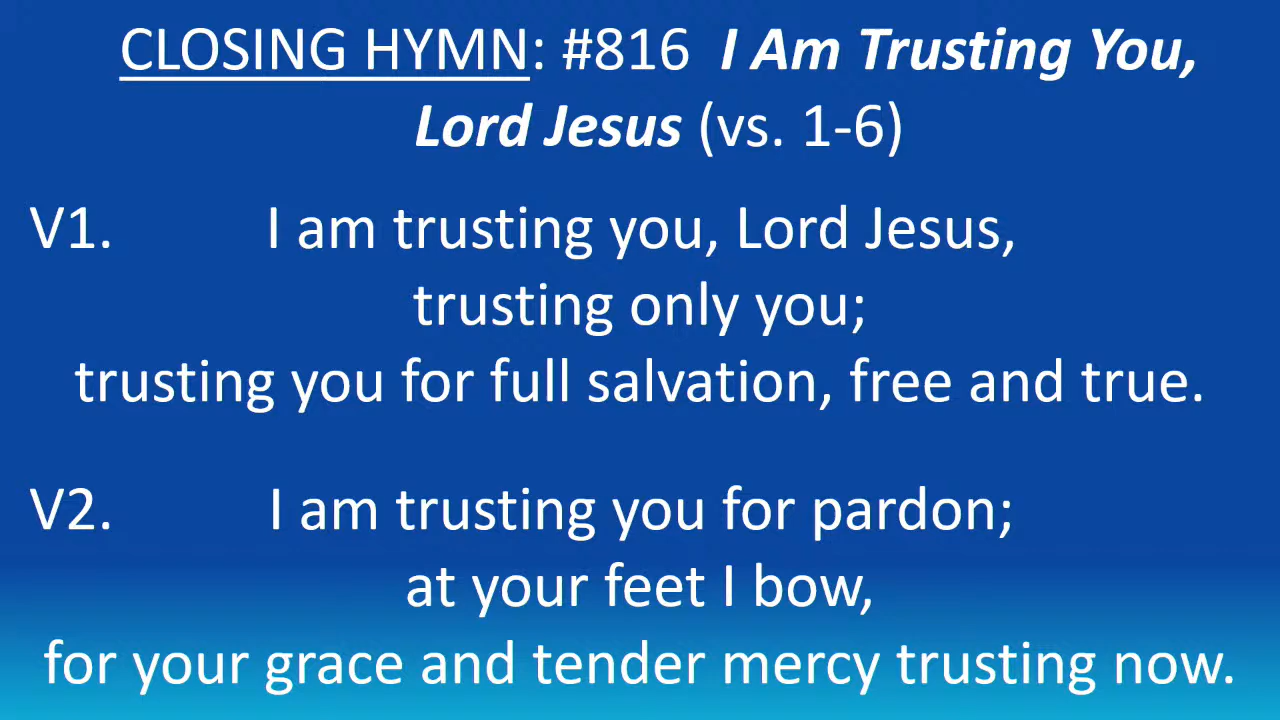 CLOSING HYMN: #816 I Am Trusting You,
Lord Jesus (vs. 1-6)
V1. I am trusting you, Lord Jesus,
trusting only you;
trusting you for full salvation, free and true.
V2. I am trusting you for pardon;
at your feet I bow,
for your grace and tender mercy trusting now.